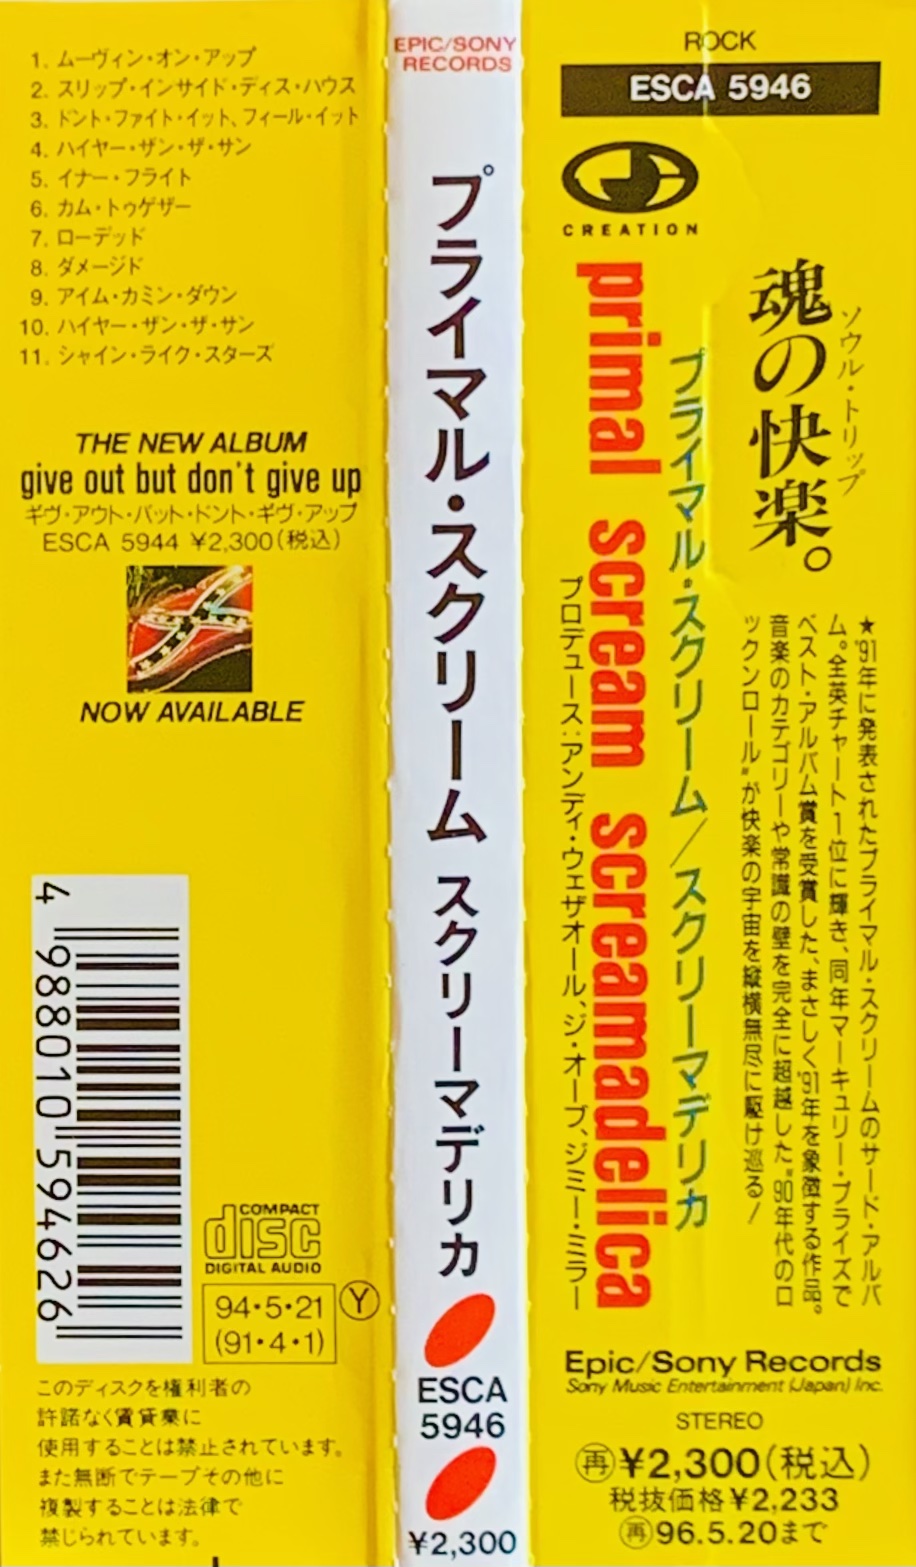 1. ムーヴィン・オン・アップ
2. スリップ・インサイド・ディス・ハウス
3. ドント・ファイト・イット、フィール・イット
4. ハイヤー・ザン・ザ・サン
5. イナー・フライト
6. カム・トゥゲザー
7. ローデッド
8. ダメージド
9. アイム・カミン・ダウン
10. ハイヤー・ザン・ザ・サン
11. シャイン・ライク・スターズ
THE NEW ALBUM
give out but don't give up
ギヴ・アウト・バット・ドント・ギヴ・アップ
ESCA 5944 ¥2,300(税込)
NOW AVAILABLE
4 988010 594626
COMPACT
disc
DIGITAL AUDIO
94・5・21
(91・4・1)
Y
このディスクを権利者の
許諾なく賃貸業に
使用することは禁止されています。
また無断でテープその他に
複製することは法律で
禁じられています。
EPIC/SONY
RECORDS
プライマル・スクリーム スクリーマデリカ
ESCA
5946
¥2,300
ROCK
ESCA 5946
CREATION
魂の快楽。
ソウル・トリップ
プライマル・スクリーム/スクリーマデリカ
primal scream screamadelica
プロデュース:アンディ・ウェザオール、ジ・オーブ、ジミー・ミラー
★'91年に発表されたプライマル・スクリームのサード・アルバ
ム。全英チャート1位に輝き、同年マーキュリー・プライズで
ベスト・アルバム賞を受賞した、まさしく'91年を象徴する作品。
音楽のカテゴリーや常識の壁を完全に超越した"90年代のロ
ックンロール"が快楽の宇宙を縦横無尽に駆け巡る!
Epic/Sony Records
Sony Music Entertainment (Japan) Inc.
STEREO
再¥2,300(税込)
税抜価格¥2,233
再96.5.20まで